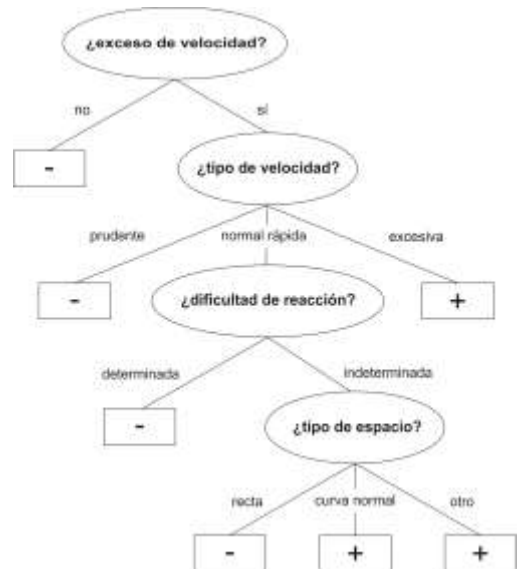 ¿exceso de velocidad?
no
sí
-
¿tipo de velocidad?
prudente
normal rápida
excesiva
-
¿dificultad de reacción?
+
determinada
indeterminada
-
¿tipo de espacio?
recta
curva normal
otro
-
+
+